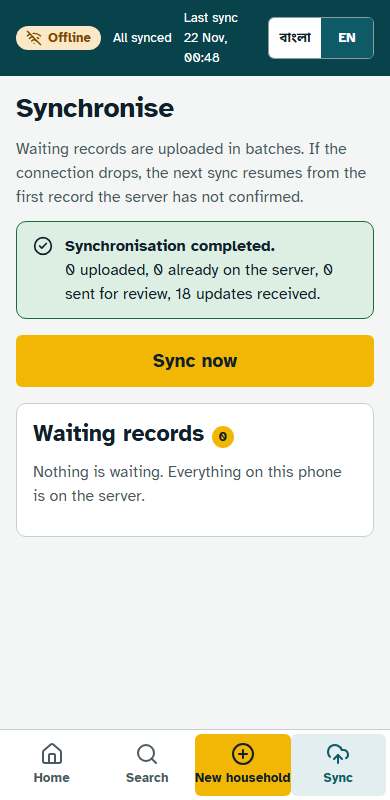 Offline
All synced
Last sync
22 Nov,
00:48
বাংলা
EN
Synchronise
Waiting records are uploaded in batches. If the
connection drops, the next sync resumes from the
first record the server has not confirmed.
Synchronisation completed.
0 uploaded, 0 already on the server, 0
sent for review, 18 updates received.
Sync now
Waiting records 0
Nothing is waiting. Everything on this phone
is on the server.
Home
Search
New household
Sync